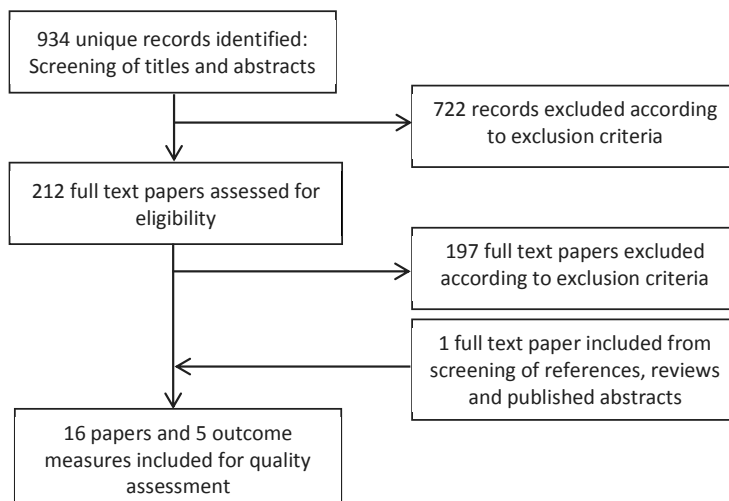 934 unique records identified:
Screening of titles and abstracts
722 records excluded according
to exclusion criteria
212 full text papers assessed for
eligibility
197 full text papers excluded
according to exclusion criteria
1 full text paper included from
screening of references, reviews
and published abstracts
16 papers and 5 outcome
measures included for quality
assessment